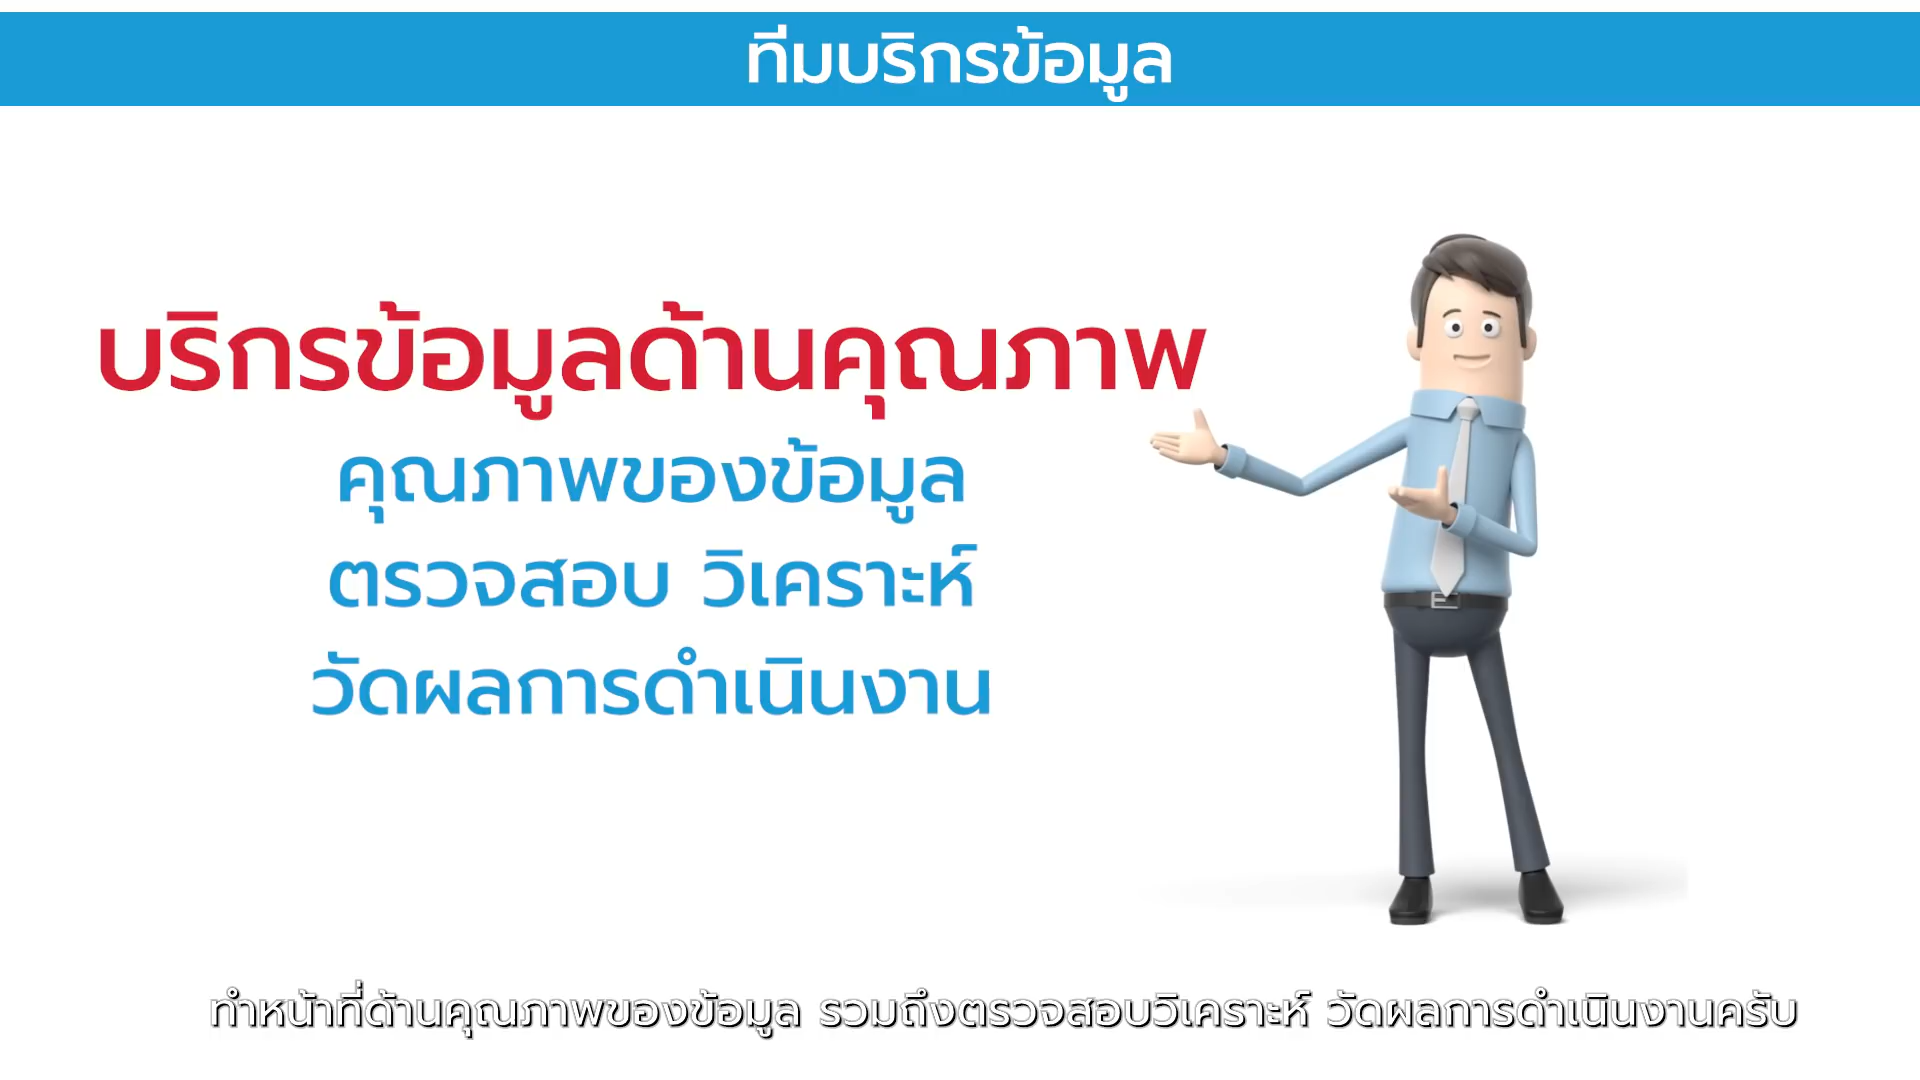 ทีมบริกรข้อมูล
บริกรข้อมูลด้านคุณภาพ
คุณภาพของข้อมูล
ตรวจสอบ วิเคราะห์
วัดผลการดำเนินงาน
ทำหน้าที่ด้านคุณภาพของข้อมูล รวมถึงตรวจสอบวิเคราะห์ วัดผลการดำเนินงานครับ